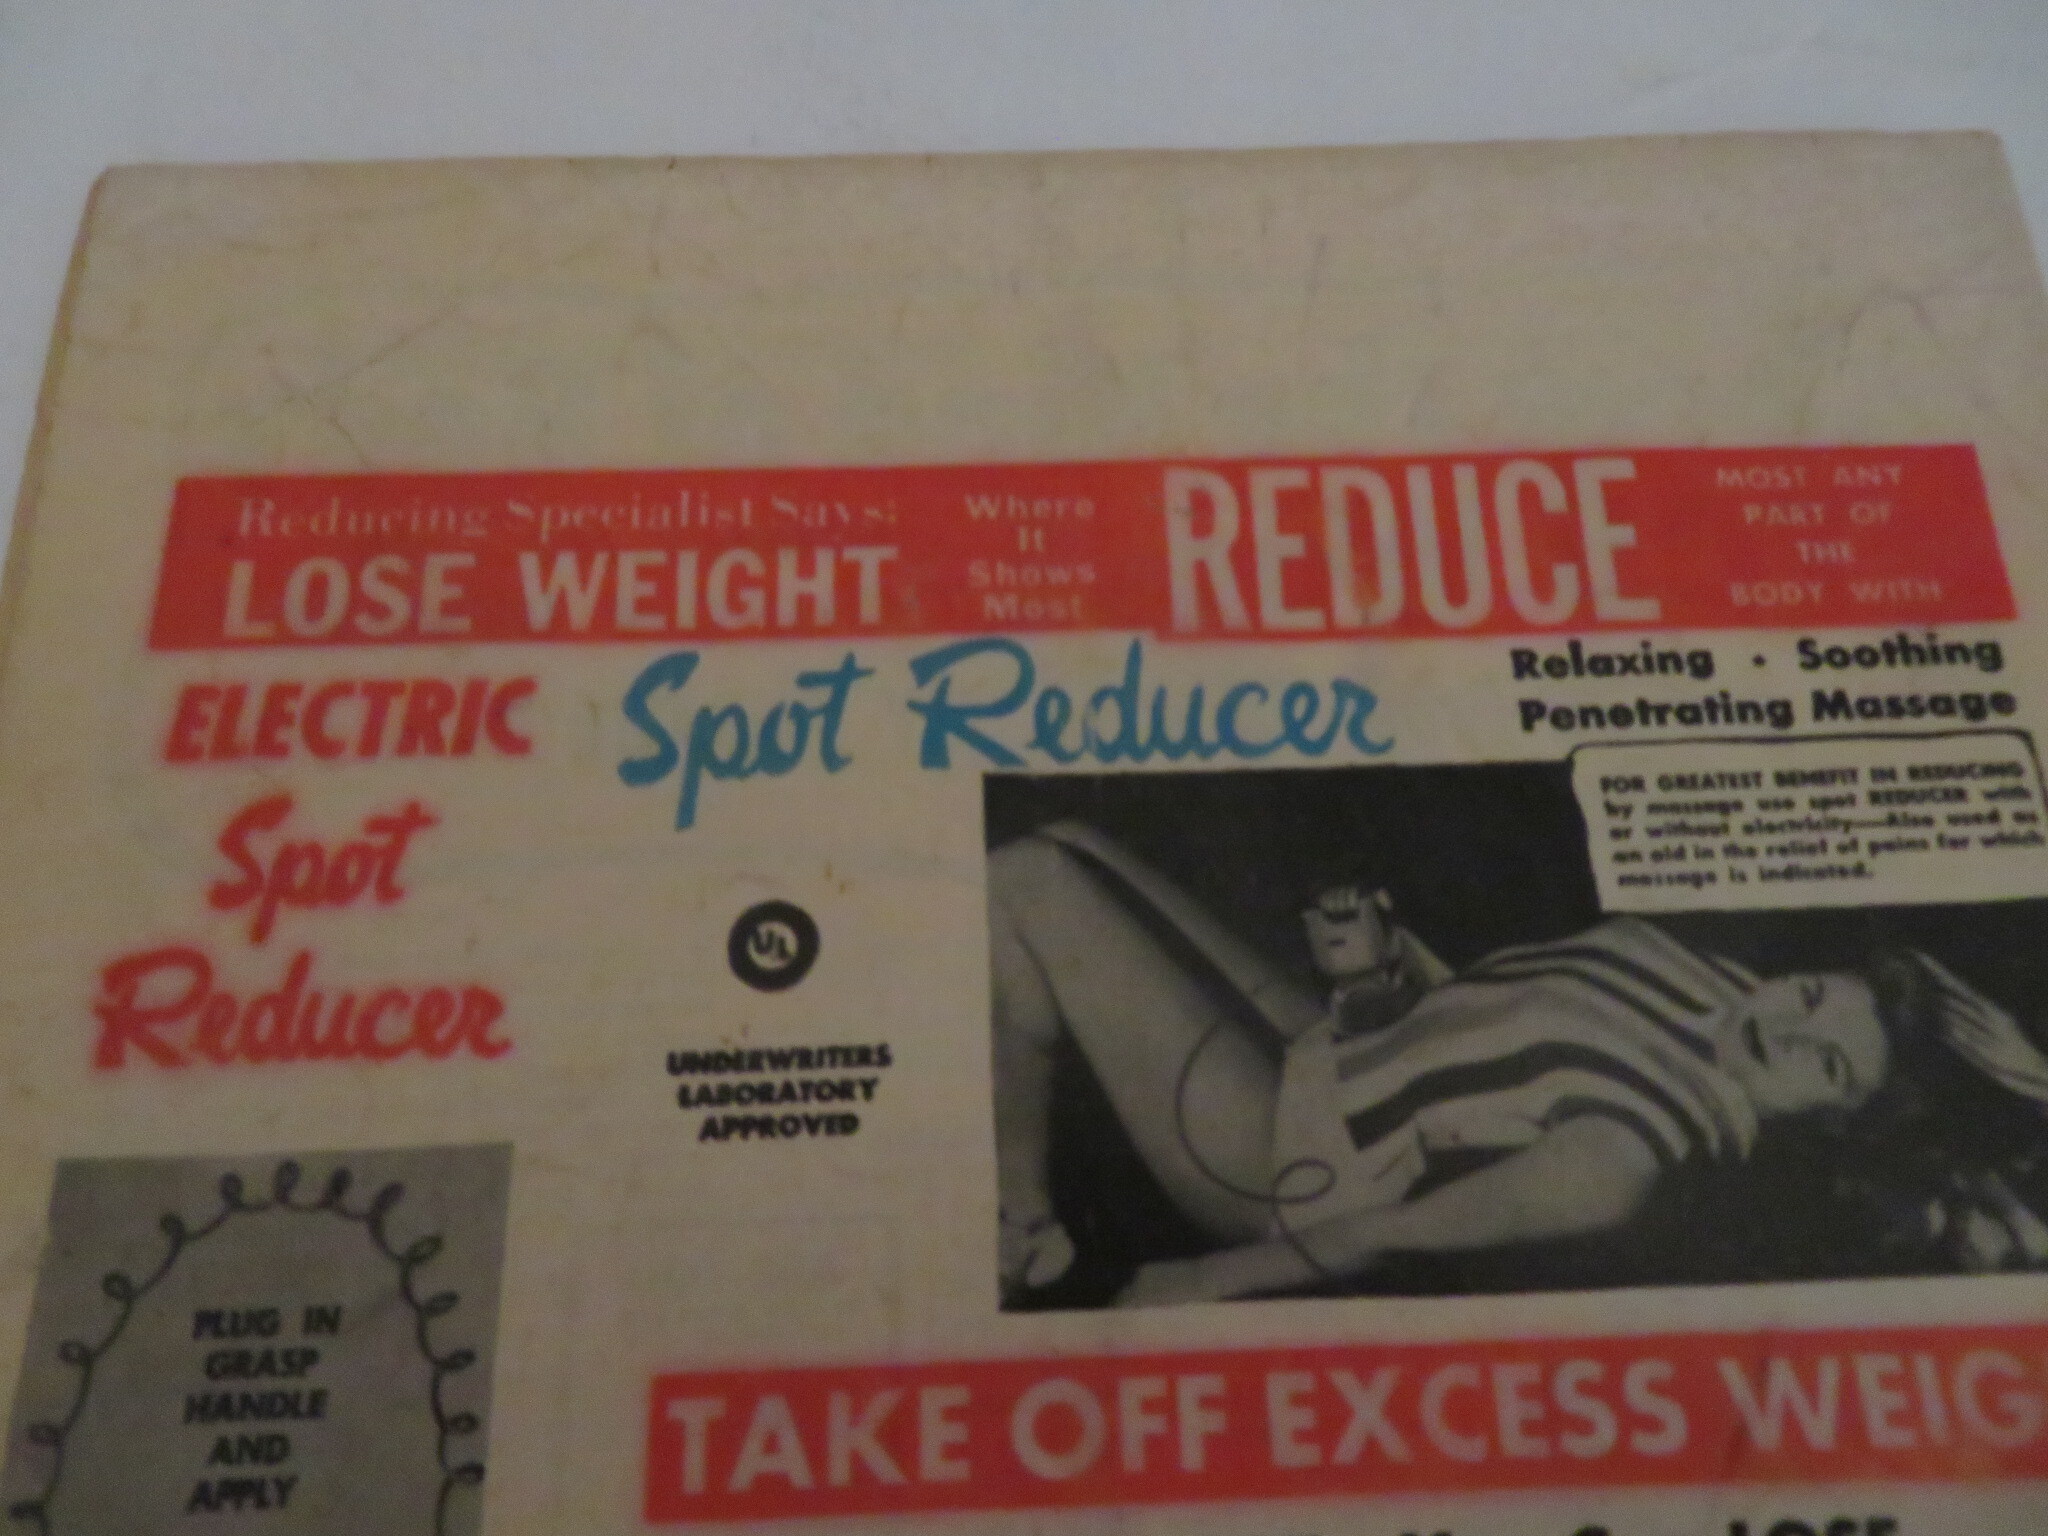 Reducing Specialist Says:
LOSE WEIGHT
Where
It
Shows
Most
REDUCE
MOST ANY
PART OF
THE
BODY WITH
ELECTRIC
Spot
Reducer
Spot Reducer
Relaxing • Soothing
Penetrating Massage
FOR GREATEST BENEFIT IN REDUCING
by massage use spot REDUCER with
or without electricity—Also used as
an aid in the relief of pains for which
massage is indicated.
UL
UNDERWRITERS
LABORATORY
APPROVED
PLUG IN
GRASP
HANDLE
AND
APPLY
TAKE OFF EXCESS WEIG
LOSE